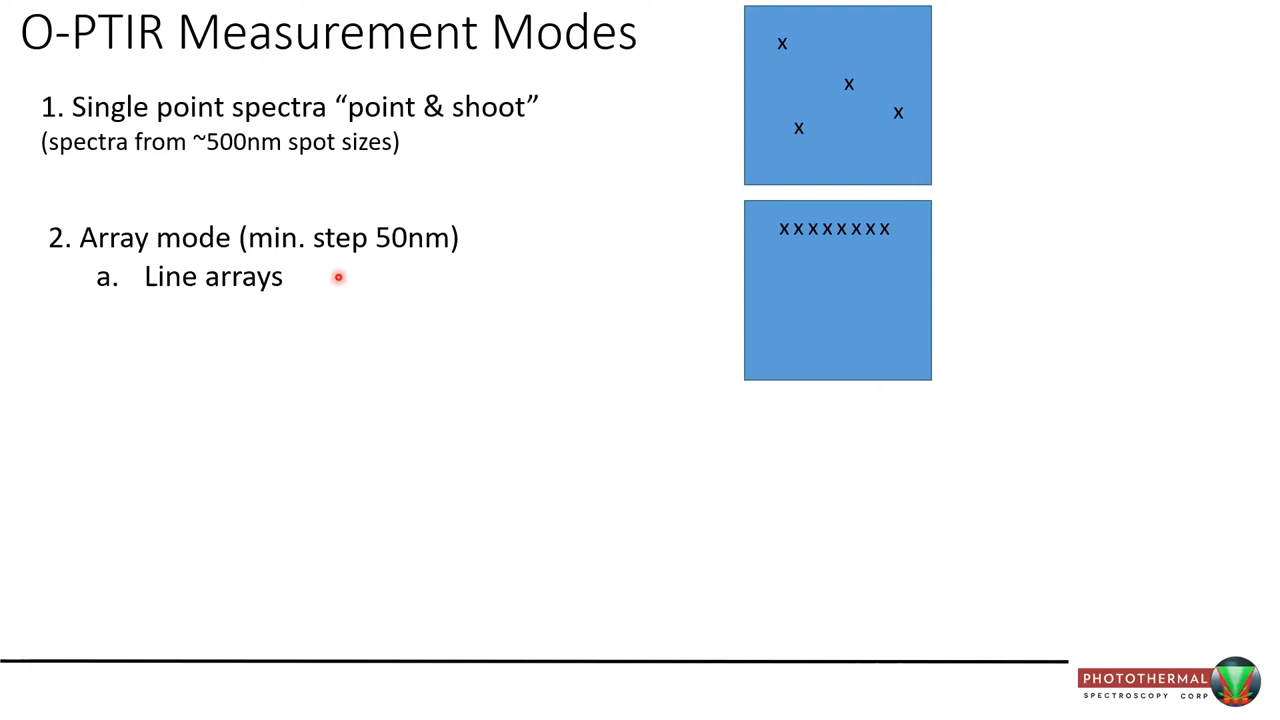 O-PTIR Measurement Modes
1. Single point spectra “point & shoot”
(spectra from ~500nm spot sizes)
x
x
x
x
2. Array mode (min. step 50nm)
a. Line arrays
x x x x x x x x
PHOTOTHERMAL
SPECTROSCOPY CORP